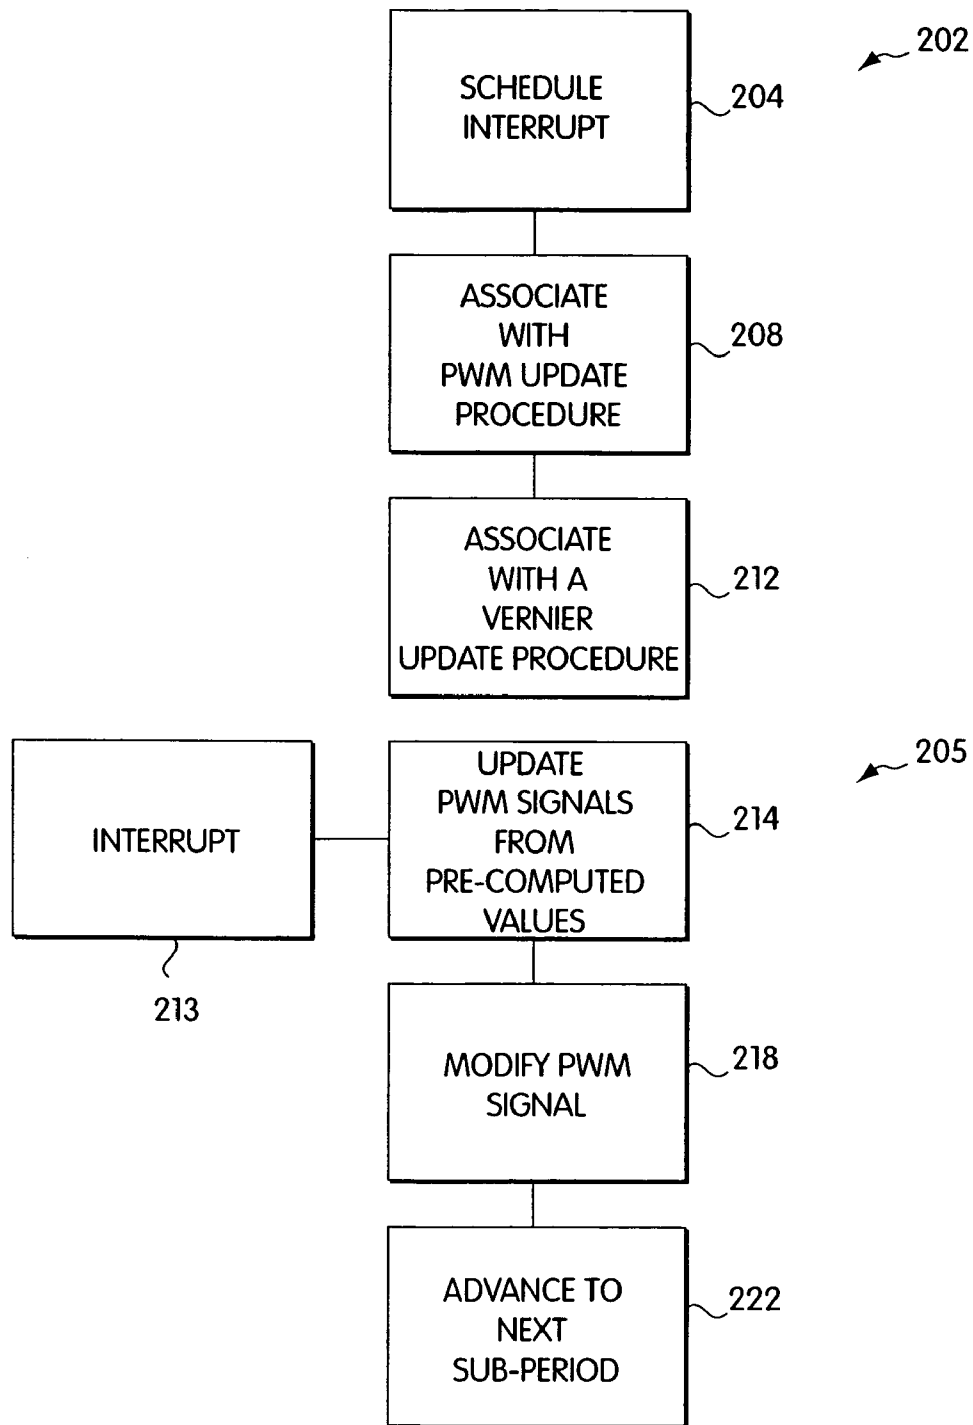 202
SCHEDULE
INTERRUPT
204
ASSOCIATE
WITH
PWM UPDATE
PROCEDURE
208
ASSOCIATE
WITH A
VERNIER
UPDATE PROCEDURE
212
205
INTERRUPT
213
UPDATE
PWM SIGNALS
FROM
PRE-COMPUTED
VALUES
214
MODIFY PWM
SIGNAL
218
ADVANCE TO
NEXT
SUB-PERIOD
222